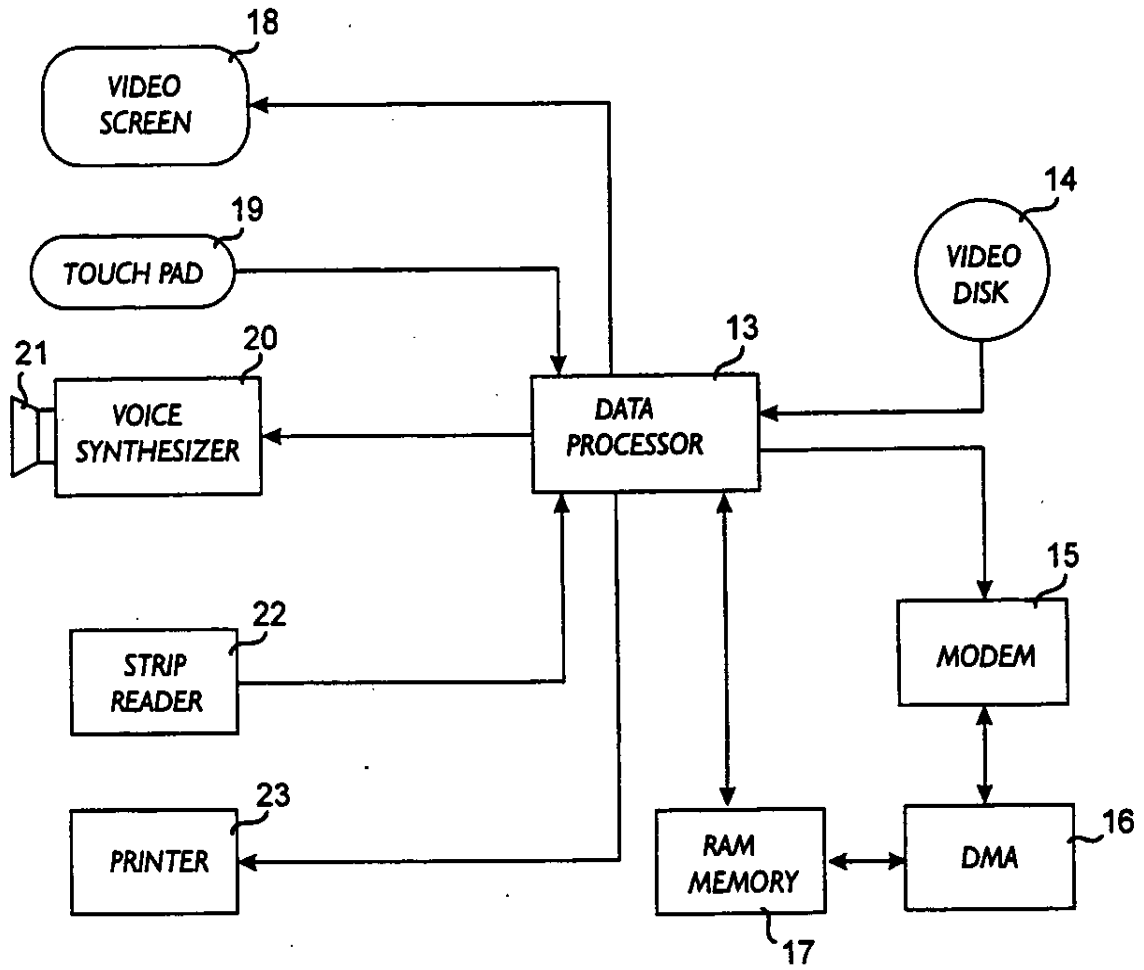 18
VIDEO
SCREEN
19
TOUCH PAD
14
VIDEO
DISK
21
20
VOICE
SYNTHESIZER
13
DATA
PROCESSOR
15
MODEM
22
STRIP
READER
23
PRINTER
RAM
MEMORY
17
16
DMA